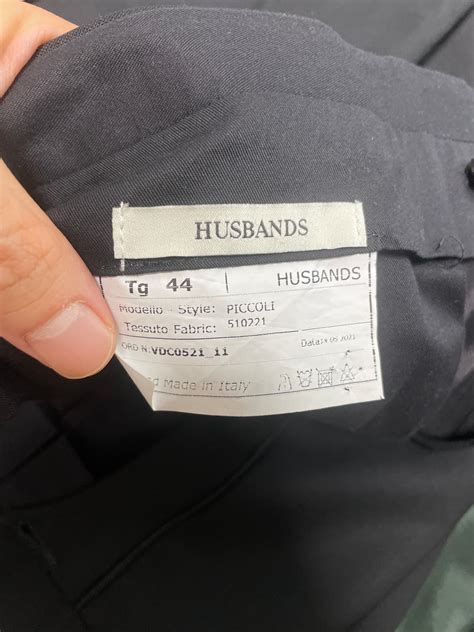 HUSBANDS
Tg 44 HUSBANDS
Modello - Style: PICCOLI
Tessuto Fabric: 510221
ORD N:VDC0521_11
Made in Italy